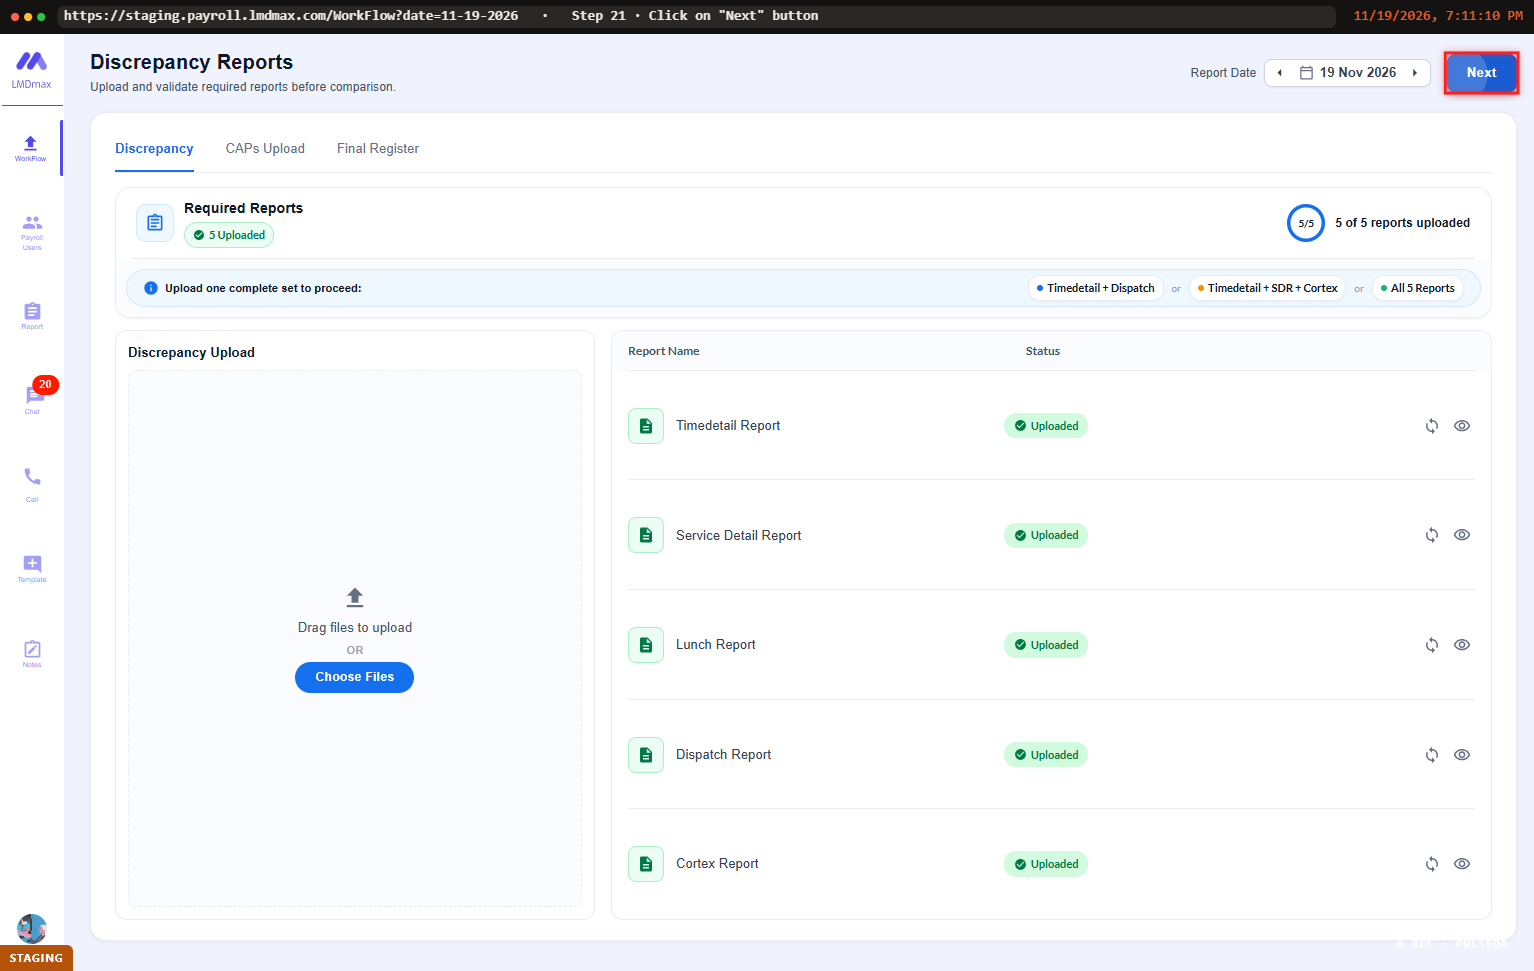 https://staging.payroll.lmdmax.com/WorkFlow?date=11-19-2026 • Step 21 • Click on "Next" button
11/19/2026, 7:11:10 PM
LMDmax
WorkFlow
Payroll
Users
Report
20
Chat
Call
Template
Notes
STAGING
Discrepancy Reports
Upload and validate required reports before comparison.
Report Date
19 Nov 2026
Next
Discrepancy
CAPs Upload
Final Register
Required Reports
5 Uploaded
5/5
5 of 5 reports uploaded
Upload one complete set to proceed:
Timedetail + Dispatch
or
Timedetail + SDR + Cortex
or
All 5 Reports
Discrepancy Upload
Drag files to upload
OR
Choose Files
Report Name
Status
Timedetail Report
Uploaded
Service Detail Report
Uploaded
Lunch Report
Uploaded
Dispatch Report
Uploaded
Cortex Report
Uploaded
REC • PULSEQA